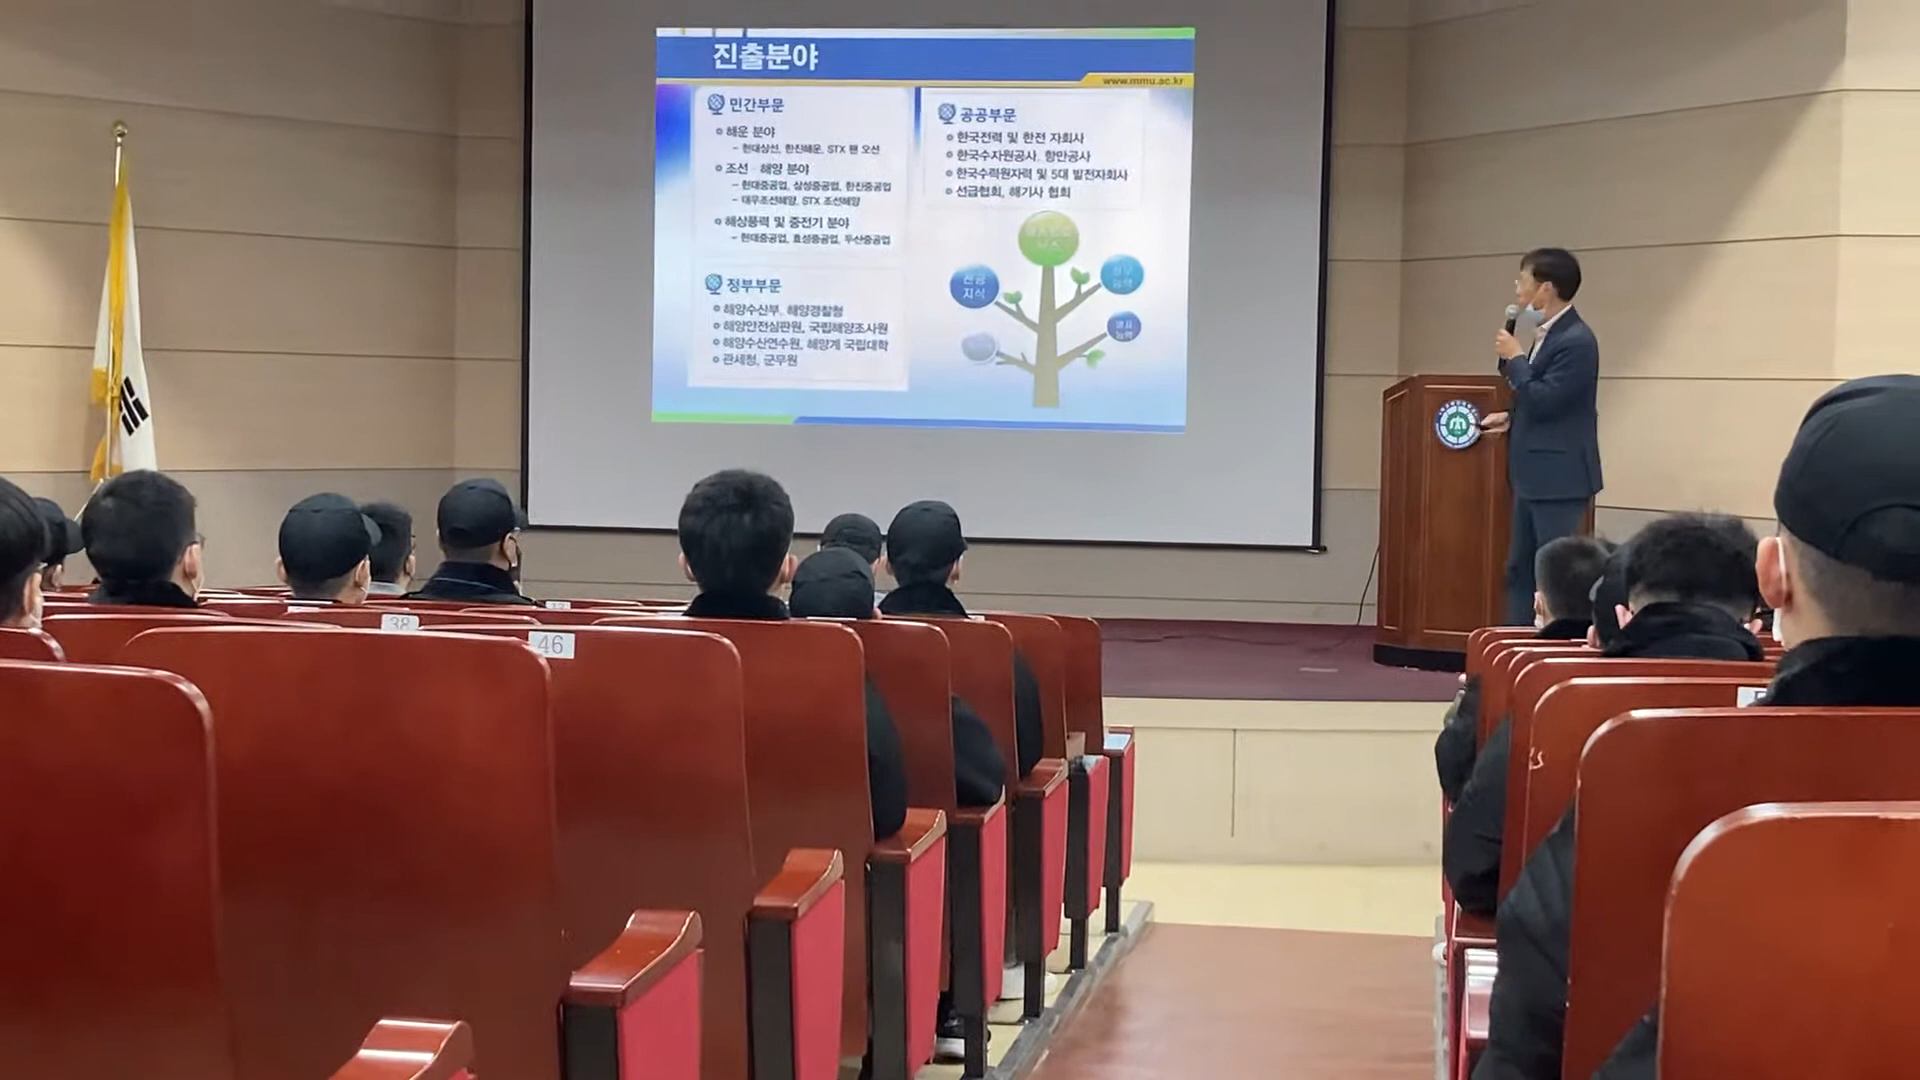 진출분야
www.mmu.ac.kr
민간부문
해운 분야
- 현대상선, 한진해운, STX 팬 오션
조선 · 해양 분야
- 현대중공업, 삼성중공업, 한진중공업
- 대우조선해양, STX 조선해양
해상풍력 및 중전기 분야
- 현대중공업, 효성중공업, 두산중공업
정부부문
해양수산부, 해양경찰청
해양안전심판원, 국립해양조사원
해양수산연수원, 해양계 국립대학
관세청, 군무원
공공부문
한국전력 및 한전 자회사
한국수자원공사, 항만공사
한국수력원자력 및 5대 발전자회사
선급협회, 해기사 협회
전공
지식
38
46